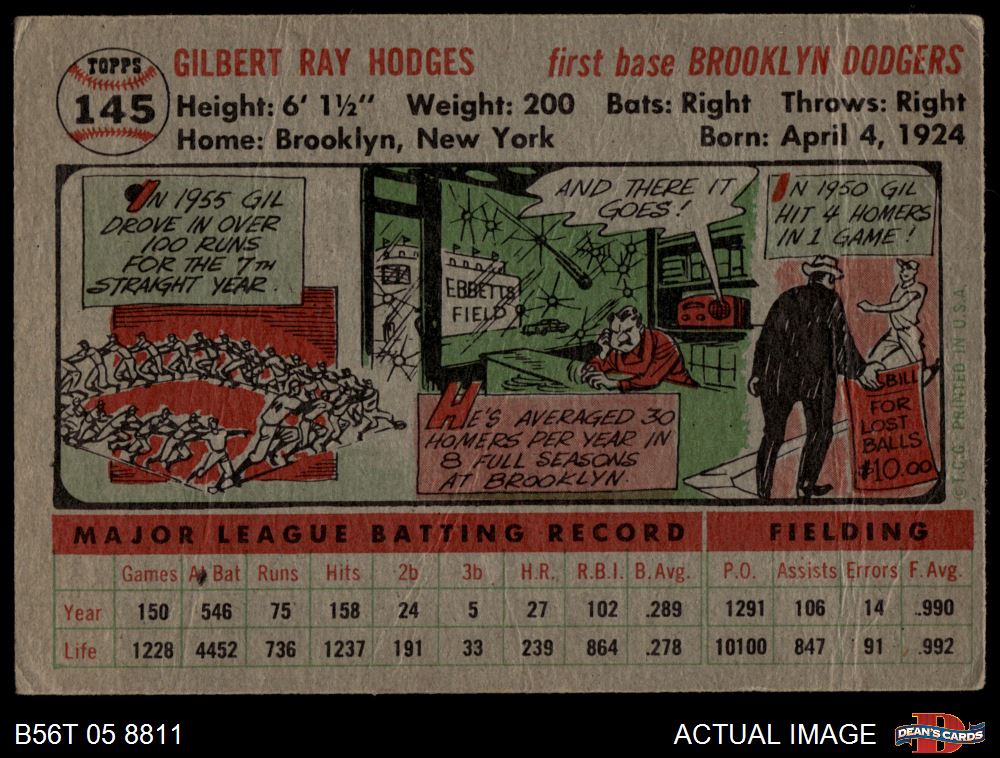 TOPPS
145
GILBERT RAY HODGES first base BROOKLYN DODGERS
Height: 6' 1½" Weight: 200 Bats: Right Throws: Right
Home: Brooklyn, New York Born: April 4, 1924
IN 1955 GIL
DROVE IN OVER
100 RUNS
FOR THE 7TH
STRAIGHT YEAR.
EBBETTS
FIELD
AND THERE IT
GOES!
HE'S AVERAGED 30
HOMERS PER YEAR IN
8 FULL SEASONS
AT BROOKLYN.
IN 1950 GIL
HIT 4 HOMERS
IN 1 GAME!
BILL
FOR
LOST
BALLS
$10.00
© T.C.G. PRINTED IN U.S.A.
MAJOR LEAGUE BATTING RECORD FIELDING
Games At Bat Runs Hits 2b 3b H.R. R.B.I. B.Avg. P.O. Assists Errors F.Avg.
Year 150 546 75 158 24 5 27 102 .289 1291 106 14 .990
Life 1228 4452 736 1237 191 33 239 864 .278 10100 847 91 .992
B56T 05 8811 ACTUAL IMAGE DEAN'S CARDS